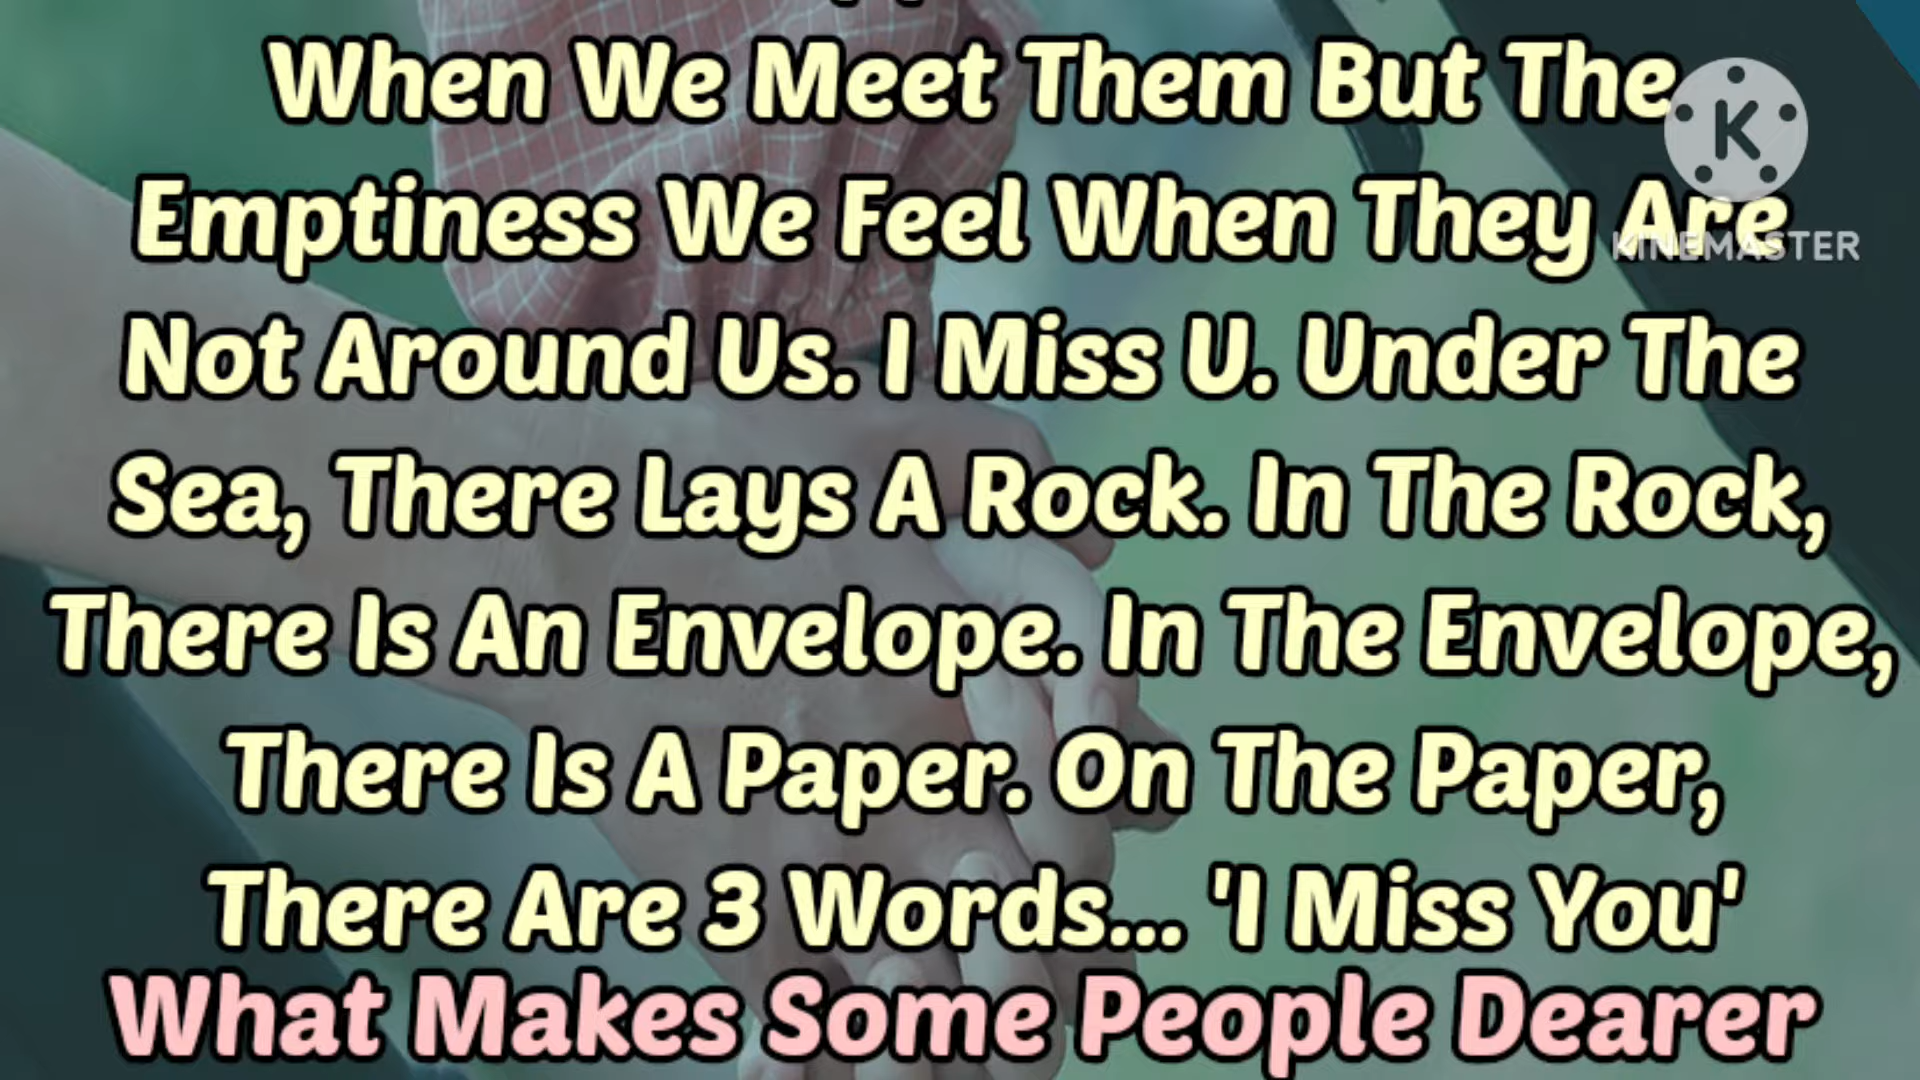 When We Meet Them But The
Emptiness We Feel When They Are
Not Around Us. I Miss U. Under The
Sea, There Lays A Rock. In The Rock,
There Is An Envelope. In The Envelope,
There Is A Paper. On The Paper,
There Are 3 Words... 'I Miss You'
What Makes Some People Dearer
K
KINEMASTER